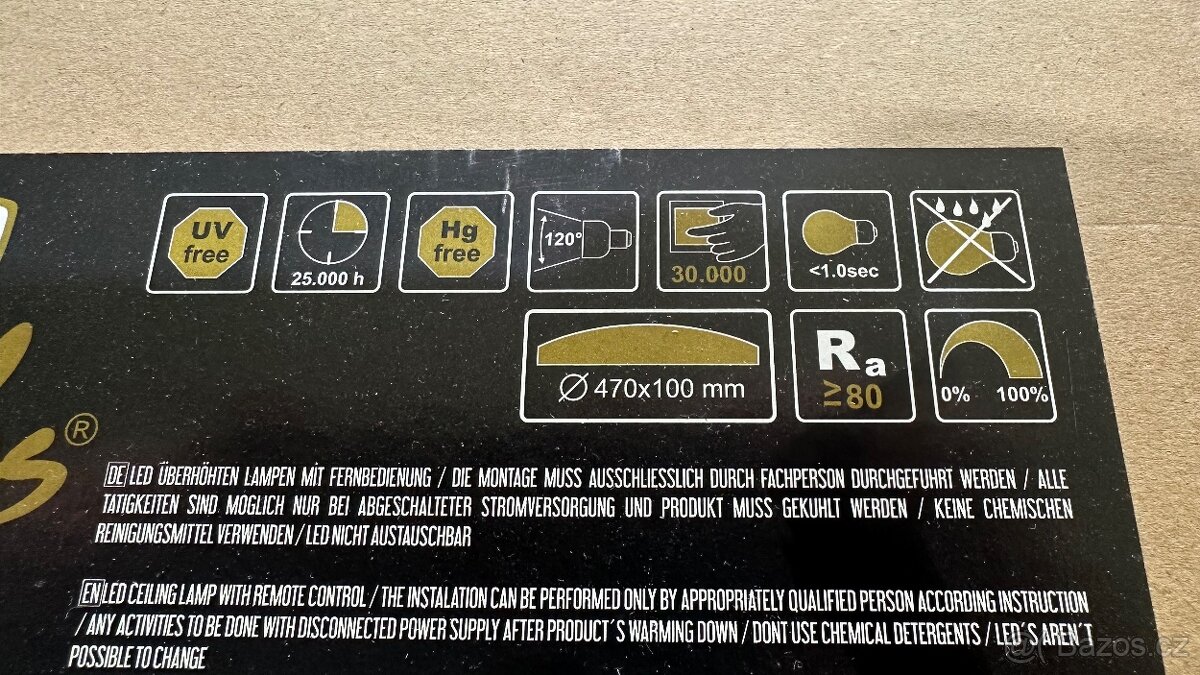 UV
free
25.000 h
Hg
free
120°
30.000
<1.0sec
Ø 470x100 mm
Ra
≥80
0% 100%
s®
DE LED ÜBERHÖHTEN LAMPEN MIT FERNBEDIENUNG / DIE MONTAGE MUSS AUSSCHLIESSLICH DURCH FACHPERSON DURCHGEFUHRT WERDEN / ALLE
TATIGKEITEN SIND MOGLICH NUR BEI ABGESCHALTETER STROMVERSORGUNG UND PRODUKT MUSS GEKUHLT WERDEN / KEINE CHEMISCHEN
REINIGUNGSMITTEL VERWENDEN / LED NICHT AUSTAUSCHBAR
EN LED CEILING LAMP WITH REMOTE CONTROL / THE INSTALATION CAN BE PERFORMED ONLY BY APPROPRIATELY QUALIFIED PERSON ACCORDING INSTRUCTION
/ ANY ACTIVITIES TO BE DONE WITH DISCONNECTED POWER SUPPLY AFTER PRODUCT´S WARMING DOWN / DONT USE CHEMICAL DETERGENTS / LED´S AREN´T
POSSIBLE TO CHANGE
Bazos.cz